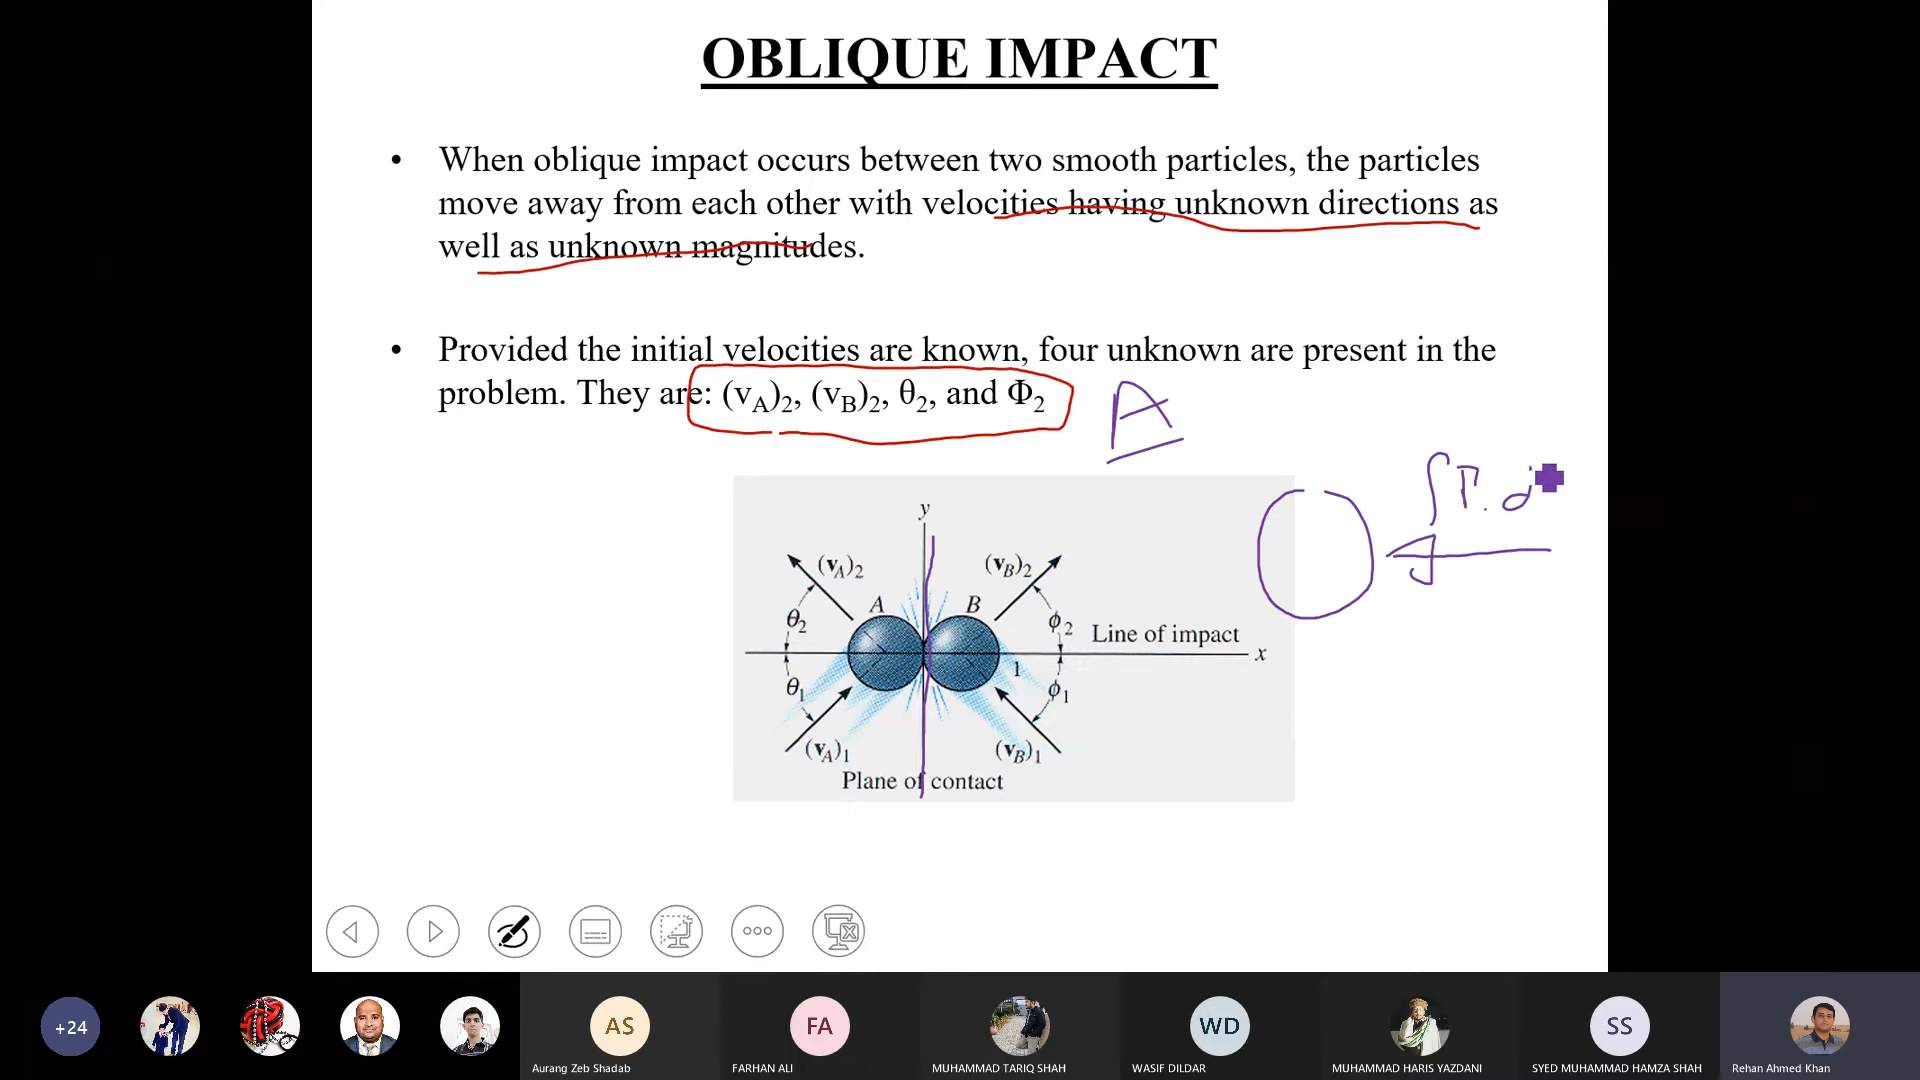 OBLIQUE IMPACT
• When oblique impact occurs between two smooth particles, the particles
move away from each other with velocities having unknown directions as
well as unknown magnitudes.
• Provided the initial velocities are known, four unknown are present in the
problem. They are: (vA)2, (vB)2, θ2, and Φ2
A
∫P. d
y
(vA)2
(vB)2
A
B
θ2
ϕ2
Line of impact
x
θ1
1
ϕ1
(vA)1
(vB)1
Plane of contact
+24
AS
FA
WD
SS
Aurang Zeb Shadab
FARHAN ALI
MUHAMMAD TARIQ SHAH
WASIF DILDAR
MUHAMMAD HARIS YAZDANI
SYED MUHAMMAD HAMZA SHAH
Rehan Ahmed Khan